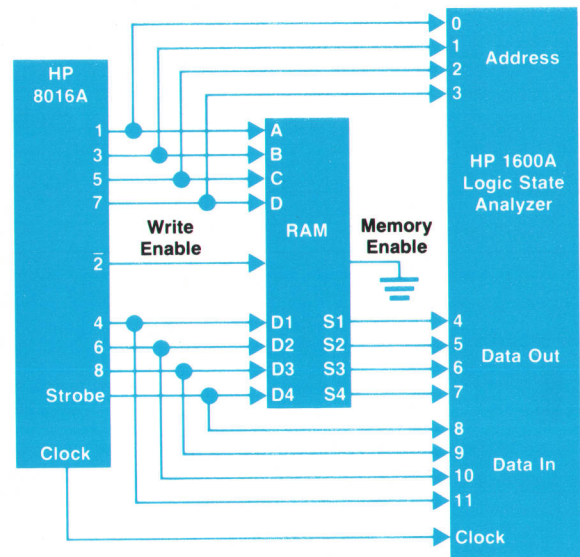 HP
8016A
1
3
5
7
2̅
4
6
8
Strobe
Clock
Write
Enable
A
B
C
D
RAM
D1 S1
D2 S2
D3 S3
D4 S4
Memory
Enable
0
1
2
3
Address
HP 1600A
Logic State
Analyzer
4
5
6
7
Data Out
8
9
10
11
Data In
Clock